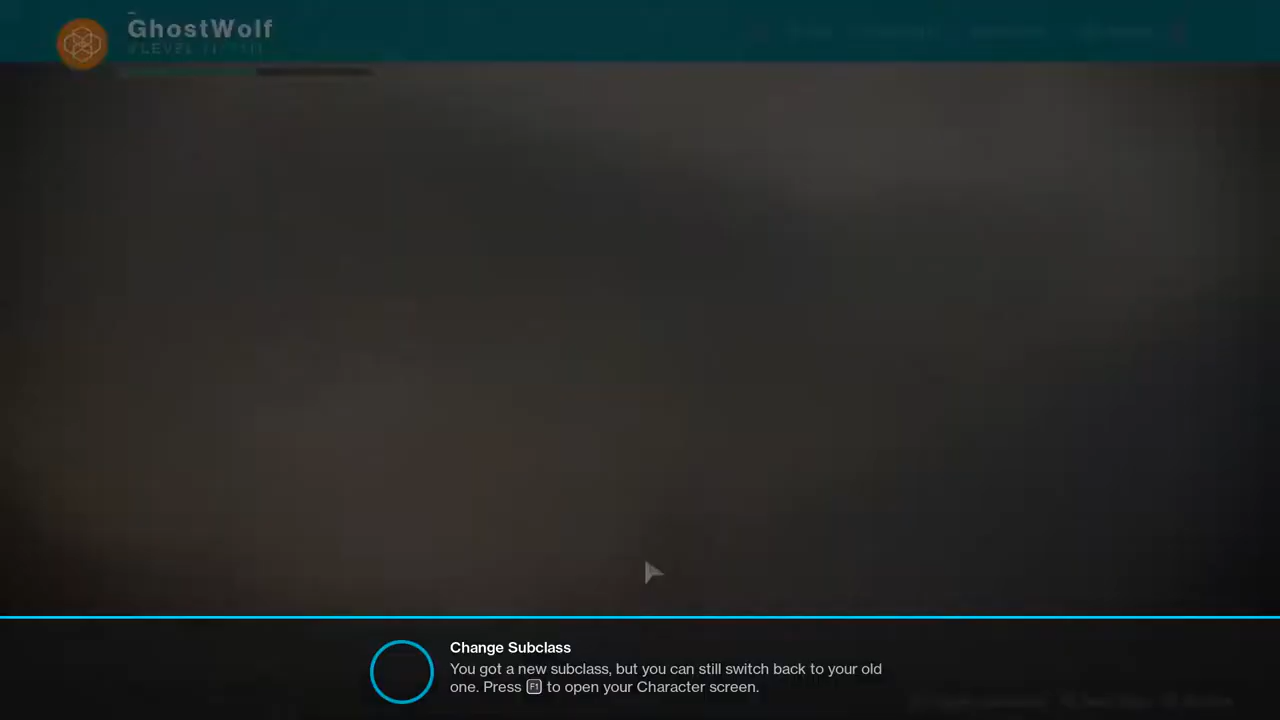 GhostWolf
Change Subclass
You got a new subclass, but you can still switch back to your old
one. Press F1 to open your Character screen.